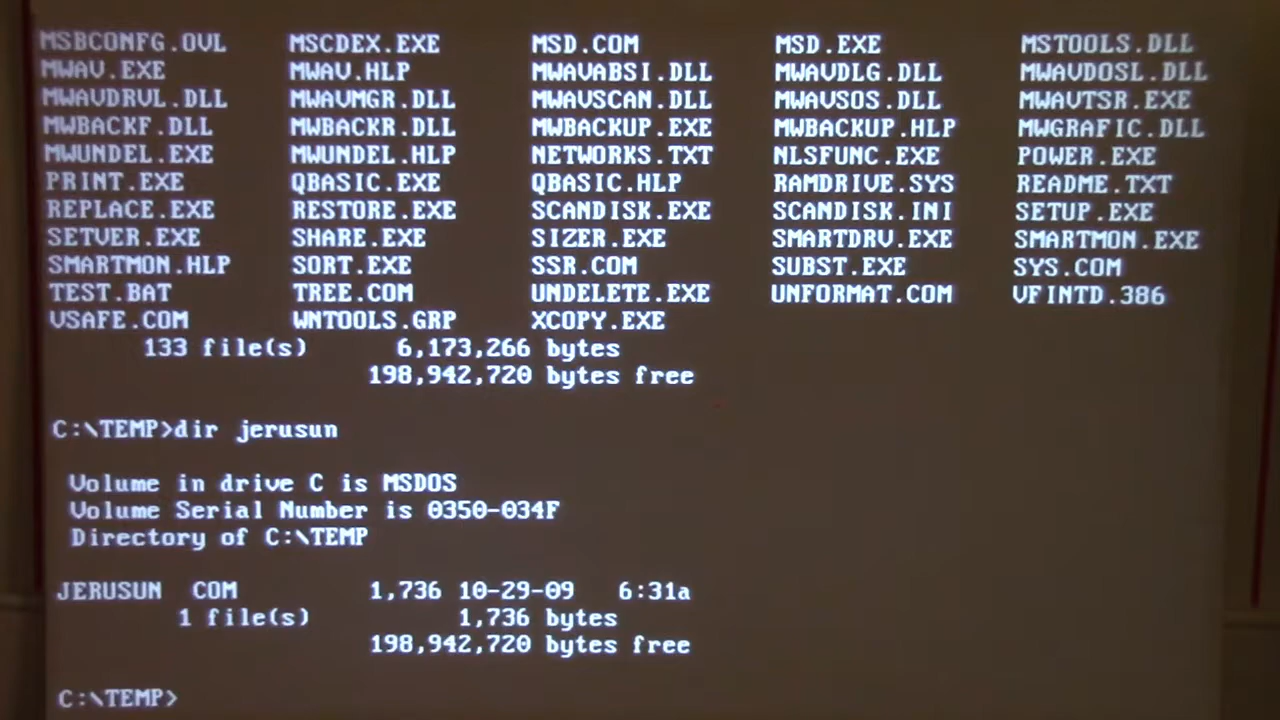 MSBCONFG.OVL MSCDEX.EXE MSD.COM MSD.EXE MSTOOLS.DLL
MWAV.EXE MWAV.HLP MWAVABSI.DLL MWAVDLG.DLL MWAVDOSL.DLL
MWAVDRVL.DLL MWAVMGR.DLL MWAVSCAN.DLL MWAVSOS.DLL MWAVTSR.EXE
MWBACKF.DLL MWBACKR.DLL MWBACKUP.EXE MWBACKUP.HLP MWGRAFIC.DLL
MWUNDEL.EXE MWUNDEL.HLP NETWORKS.TXT NLSFUNC.EXE POWER.EXE
PRINT.EXE QBASIC.EXE QBASIC.HLP RAMDRIVE.SYS README.TXT
REPLACE.EXE RESTORE.EXE SCANDISK.EXE SCANDISK.INI SETUP.EXE
SETVER.EXE SHARE.EXE SIZER.EXE SMARTDRV.EXE SMARTMON.EXE
SMARTMON.HLP SORT.EXE SSR.COM SUBST.EXE SYS.COM
TEST.BAT TREE.COM UNDELETE.EXE UNFORMAT.COM VFINTD.386
VSAFE.COM WNTOOLS.GRP XCOPY.EXE
133 file(s) 6,173,266 bytes
198,942,720 bytes free
C:\TEMP>dir jerusun
Volume in drive C is MSDOS
Volume Serial Number is 0350-034F
Directory of C:\TEMP
JERUSUN COM 1,736 10-29-09 6:31a
1 file(s) 1,736 bytes
198,942,720 bytes free
C:\TEMP>